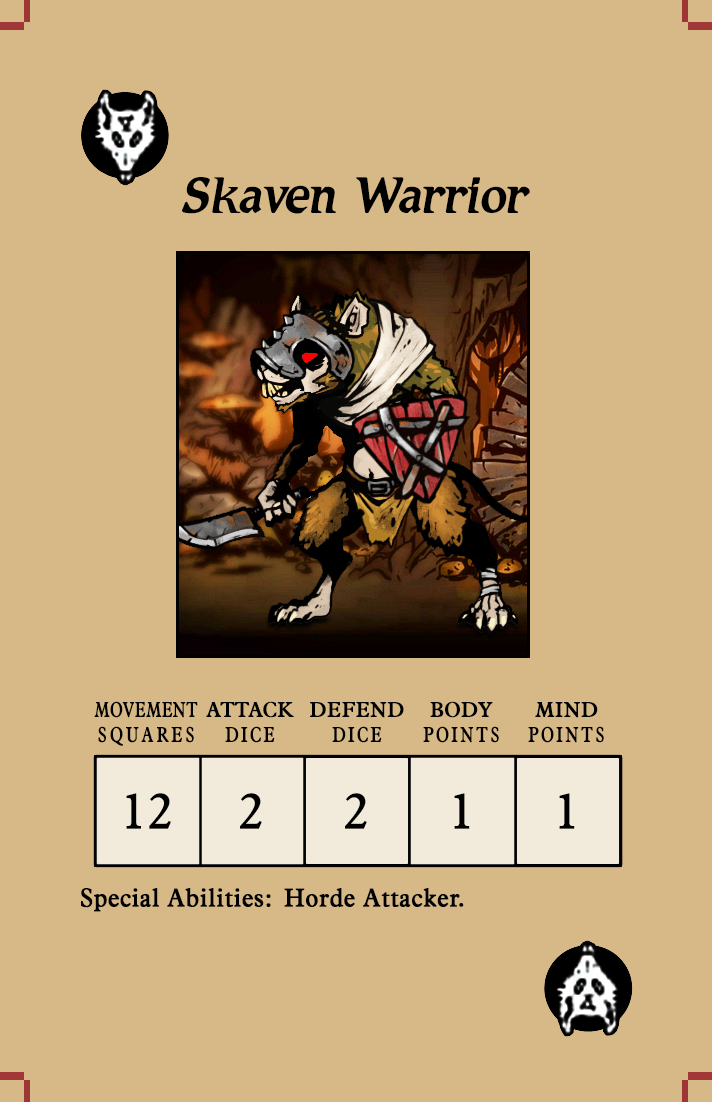 Skaven Warrior
MOVEMENT ATTACK DEFEND BODY MIND
SQUARES DICE DICE POINTS POINTS
12 2 2 1 1
Special Abilities: Horde Attacker.